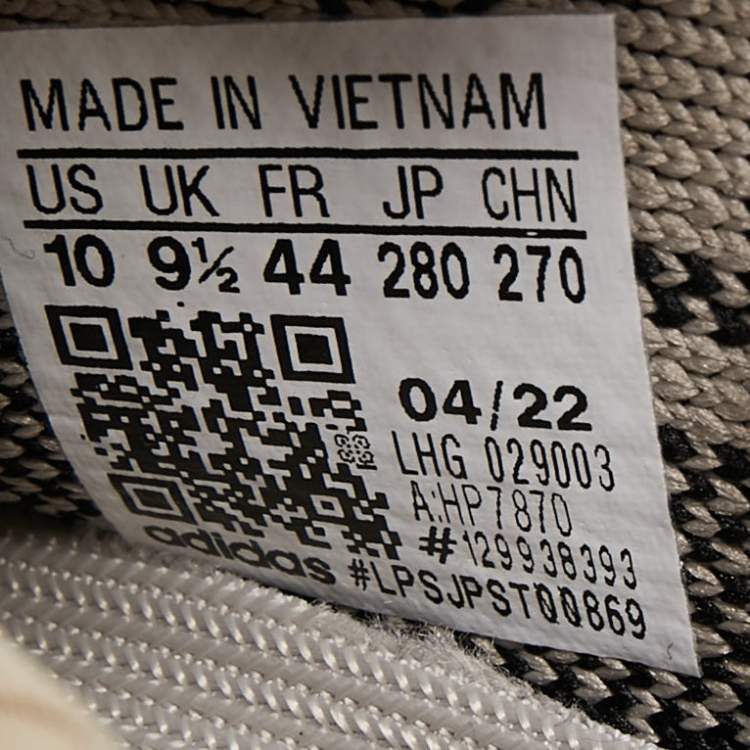 MADE IN VIETNAM
US UK FR JP CHN
10 9½ 44 280 270
04/22
LHG 029003
A:HP7870
#129938393
#LPSJPST00869
adidas